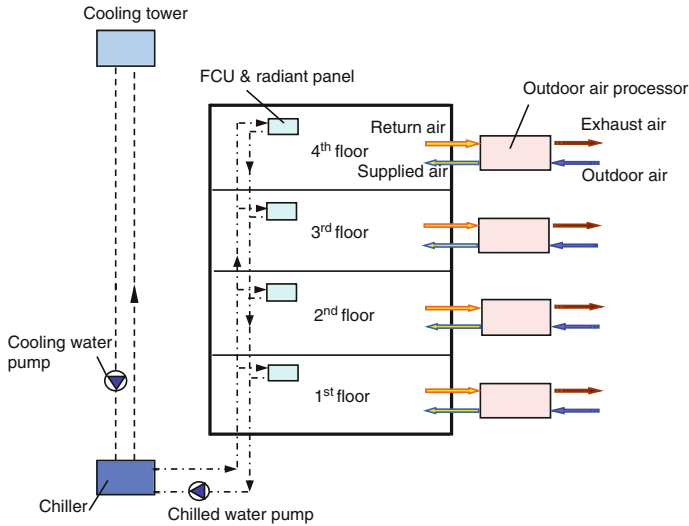 Cooling tower
FCU & radiant panel
Outdoor air processor
Return air
Exhaust air
4th floor
Supplied air
Outdoor air
3rd floor
2nd floor
Cooling water
pump
1st floor
Chiller
Chilled water pump